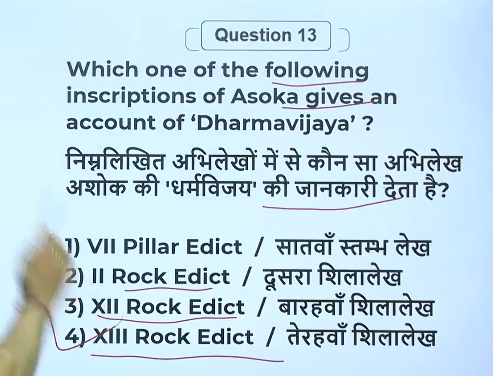 Question 13
Which one of the following
inscriptions of Asoka gives an
account of ‘Dharmavijaya’ ?
निम्नलिखित अभिलेखों में से कौन सा अभिलेख
अशोक की 'धर्मविजय' की जानकारी देता है?
1) VII Pillar Edict / सातवाँ स्तम्भ लेख
2) II Rock Edict / दूसरा शिलालेख
3) XII Rock Edict / बारहवाँ शिलालेख
4) XIII Rock Edict / तेरहवाँ शिलालेख